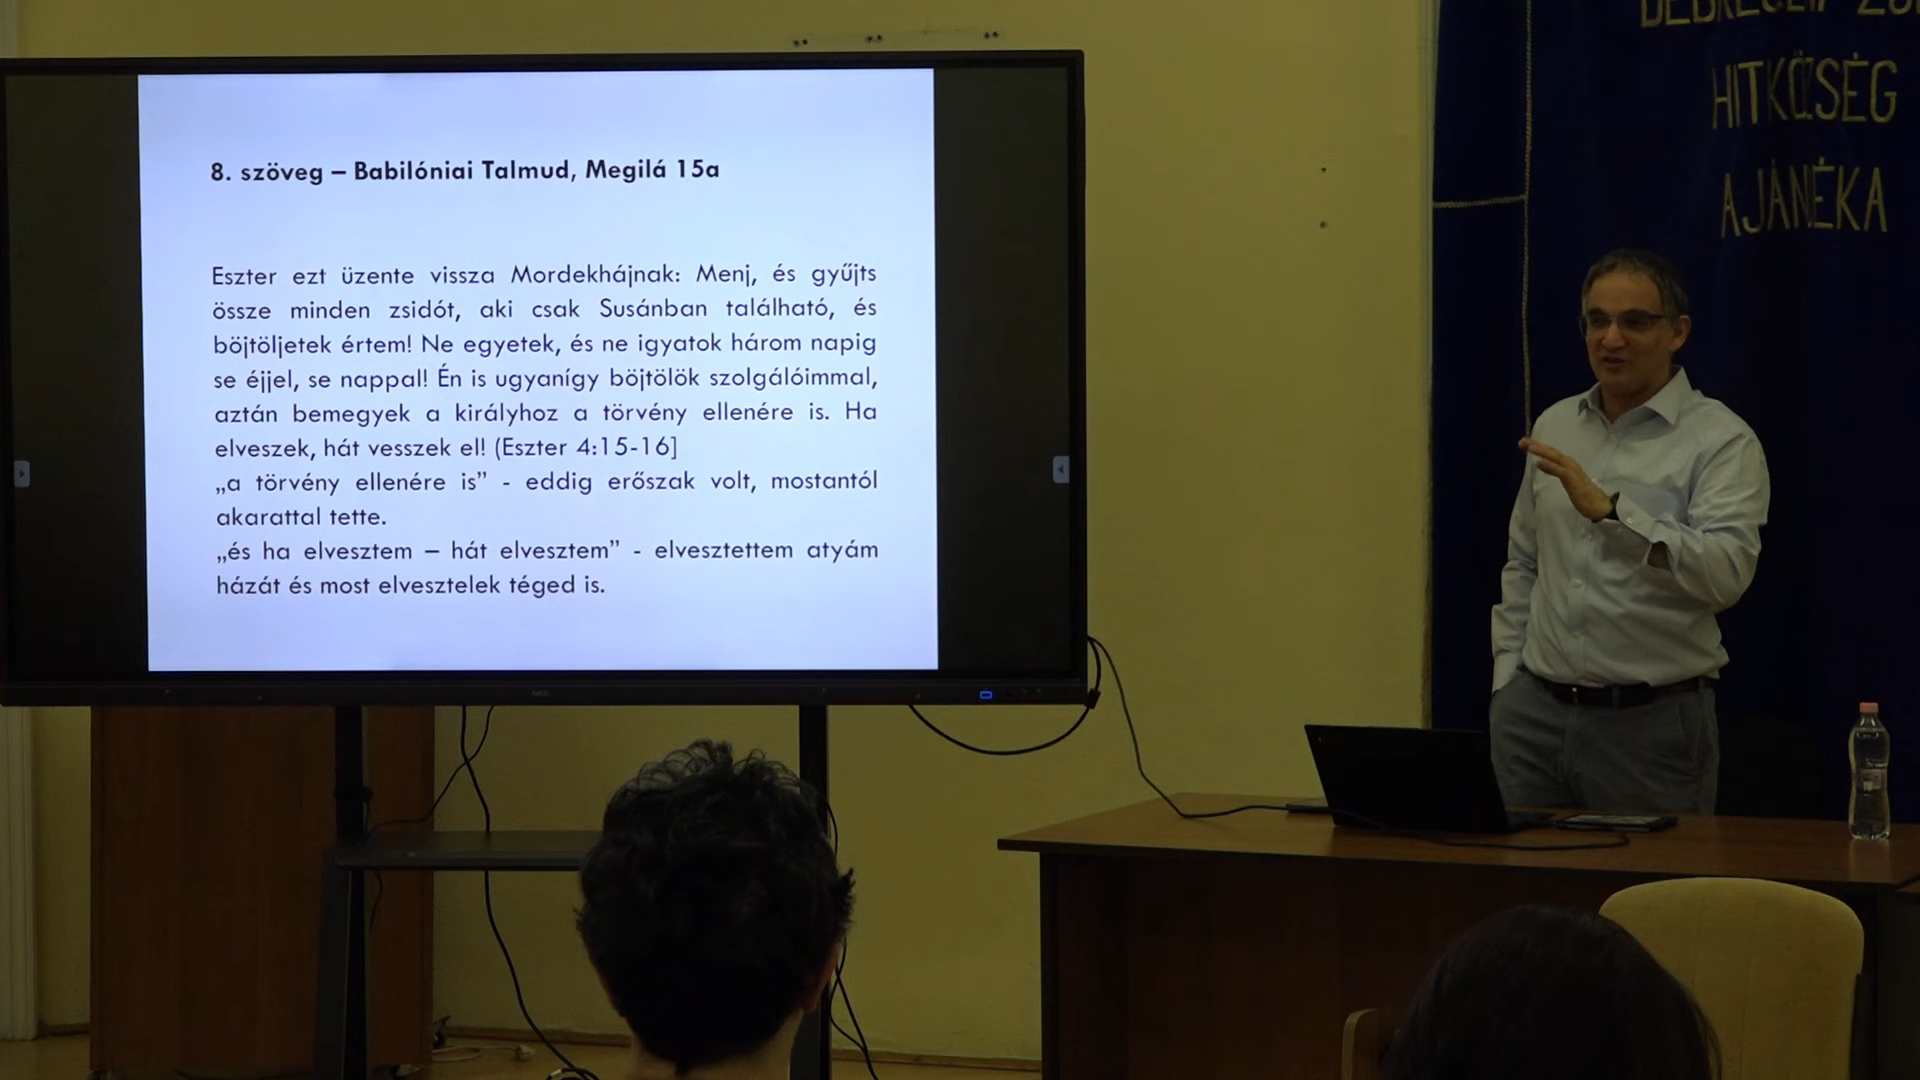 8. szöveg – Babilóniai Talmud, Megilá 15a
Eszter ezt üzente vissza Mordekhájnak: Menj, és gyűjts
össze minden zsidót, aki csak Susánban található, és
böjtöljetek értem! Ne egyetek, és ne igyatok három napig
se éjjel, se nappal! Én is ugyanígy böjtölök szolgálóimmal,
aztán bemegyek a királyhoz a törvény ellenére is. Ha
elveszek, hát vesszek el! (Eszter 4:15-16]
„a törvény ellenére is” - eddig erőszak volt, mostantól
akarattal tette.
„és ha elvesztem – hát elvesztem” - elvesztettem atyám
házát és most elvesztelek téged is.
NEC
HITKÖZSÉG
AJÁNÉKA